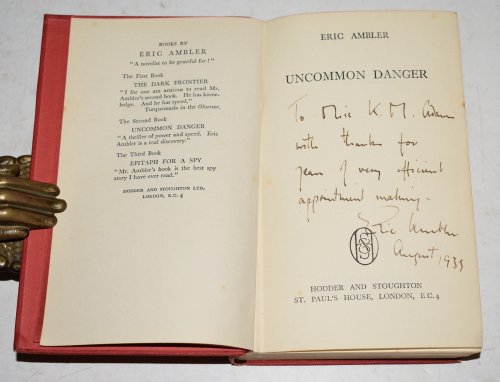 BOOKS BY
ERIC AMBLER
"A novelist to be grateful for!"
The First Book
THE DARK FRONTIER
"I for one am anxious to read Mr.
Ambler's second book. He has know-
ledge. And he has speed."
Torquemada in the Observer.
The Second Book
UNCOMMON DANGER
"A thriller of power and speed. Eric
Ambler is a real discovery."
The Third Book
EPITAPH FOR A SPY
"Mr. Ambler's book is the best spy
story I have ever read."
HODDER AND STOUGHTON LTD.,
LONDON, E.C. 4
ERIC AMBLER
UNCOMMON DANGER
To Miss K. M.
with thanks for
years of very efficient
appointment making.
Eric Ambler
August 1939
HODDER AND STOUGHTON
ST. PAUL'S HOUSE, LONDON, E.C. 4